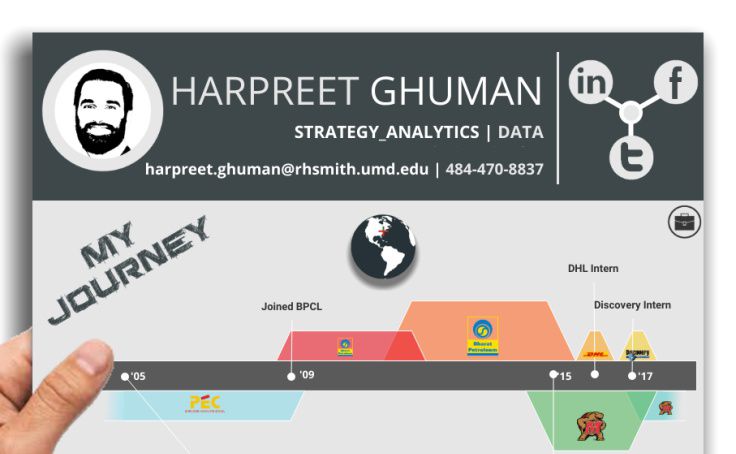 in
f
HARPREET GHUMAN
STRATEGY_ANALYTICS | DATA
t
harpreet.ghuman@rhsmith.umd.edu | 484-470-8837
MY
JOURNEY
DHL Intern
Joined BPCL
Discovery Intern
Bharat
Petroleum
DHL
Discovery
'05
'09
'15
'17
PEC
M